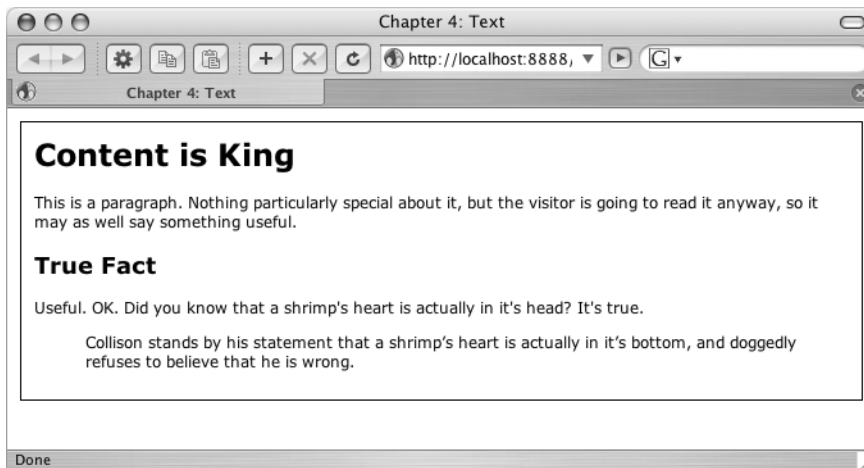 Chapter 4: Text
http://localhost:8888/
G
Chapter 4: Text
Content is King
This is a paragraph. Nothing particularly special about it, but the visitor is going to read it anyway, so it
may as well say something useful.
True Fact
Useful. OK. Did you know that a shrimp's heart is actually in it's head? It's true.
Collison stands by his statement that a shrimp’s heart is actually in it’s bottom, and doggedly
refuses to believe that he is wrong.
Done